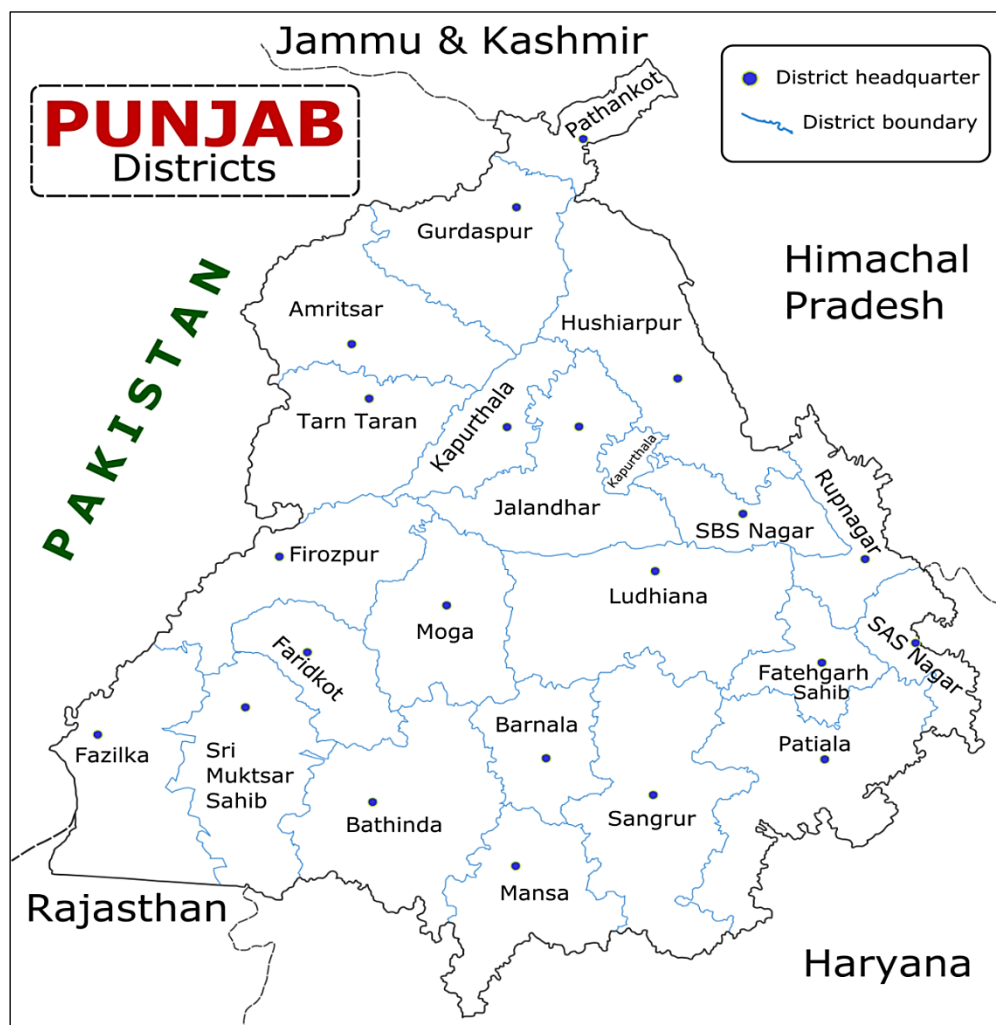 Jammu & Kashmir
PUNJAB
Districts
District headquarter
District boundary
Pathankot
Gurdaspur
Himachal
Pradesh
PAKISTAN
Amritsar
Hushiarpur
Tarn Taran
Kapurthala
Kapurthala
Jalandhar
SBS Nagar
Rupnagar
Firozpur
Ludhiana
Moga
Faridkot
SAS Nagar
Fatehgarh
Sahib
Barnala
Patiala
Fazilka
Sri
Muktsar
Sahib
Bathinda
Sangrur
Mansa
Rajasthan
Haryana